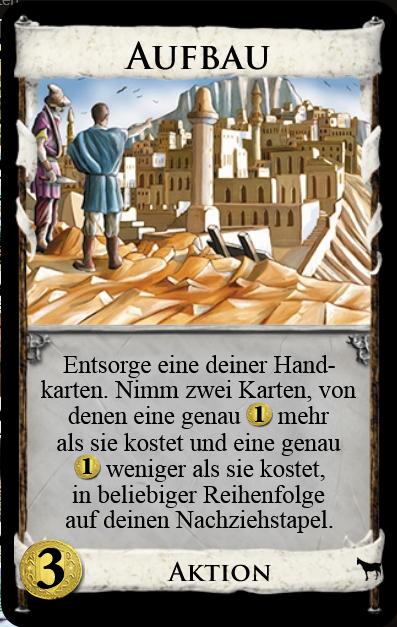 AUFBAU
Entsorge eine deiner Hand-
karten. Nimm zwei Karten, von
denen eine genau 1 mehr
als sie kostet und eine genau
1 weniger als sie kostet,
in beliebiger Reihenfolge
auf deinen Nachziehstapel.
3 AKTION